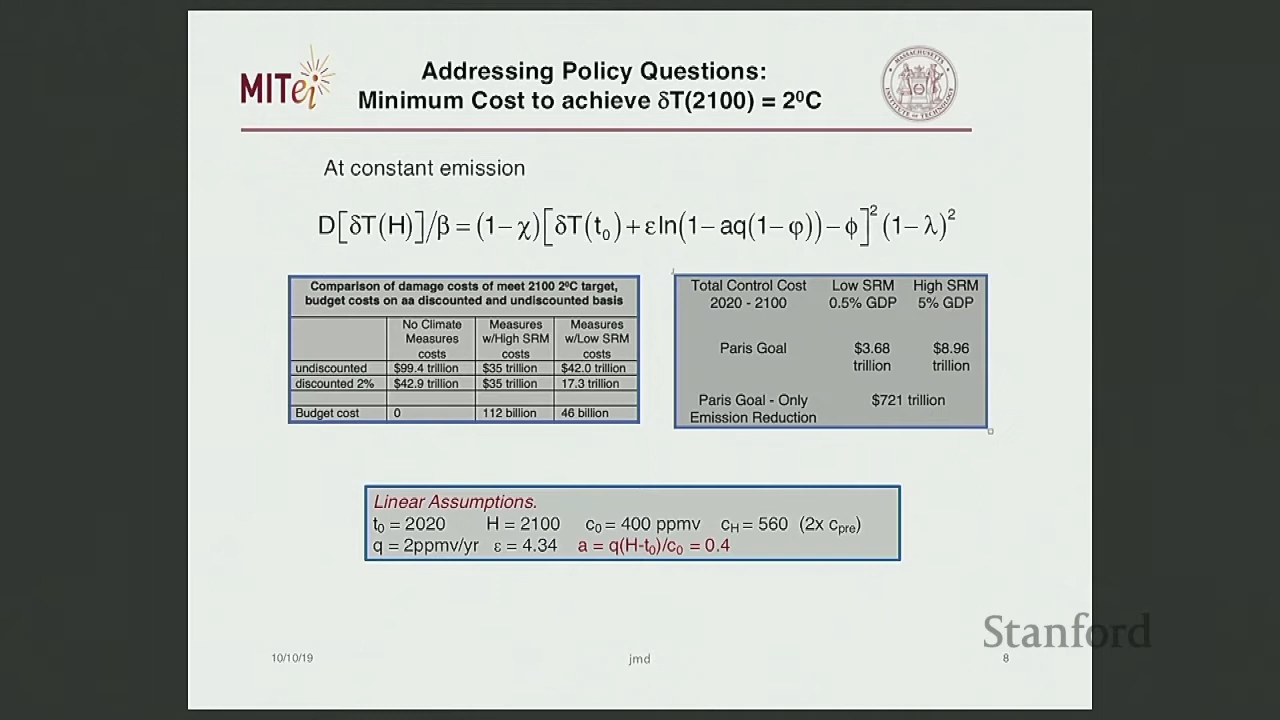 MITei
Addressing Policy Questions:
Minimum Cost to achieve δT(2100) = 2⁰C
MASSACHUSETTS INSTITUTE OF TECHNOLOGY
At constant emission
D[δT(H)]/β = (1−χ)[δT(t₀)+εln(1−aq(1−φ))−ϕ]²(1−λ)²
Comparison of damage costs of meet 2100 2⁰C target,
budget costs on aa discounted and undiscounted basis
No Climate Measures costs Measures w/High SRM costs Measures w/Low SRM costs
undiscounted $99.4 trillion $35 trillion $42.0 trillion
discounted 2% $42.9 trillion $35 trillion 17.3 trillion
Budget cost 0 112 billion 46 billion
Total Control Cost Low SRM High SRM
2020 - 2100 0.5% GDP 5% GDP
Paris Goal $3.68 $8.96
trillion trillion
Paris Goal - Only $721 trillion
Emission Reduction
Linear Assumptions.
t₀ = 2020 H = 2100 c₀ = 400 ppmv c_H = 560 (2x c_pre)
q = 2ppmv/yr ε = 4.34 a = q(H-t₀)/c₀ = 0.4
Stanford
10/10/19 jmd 8